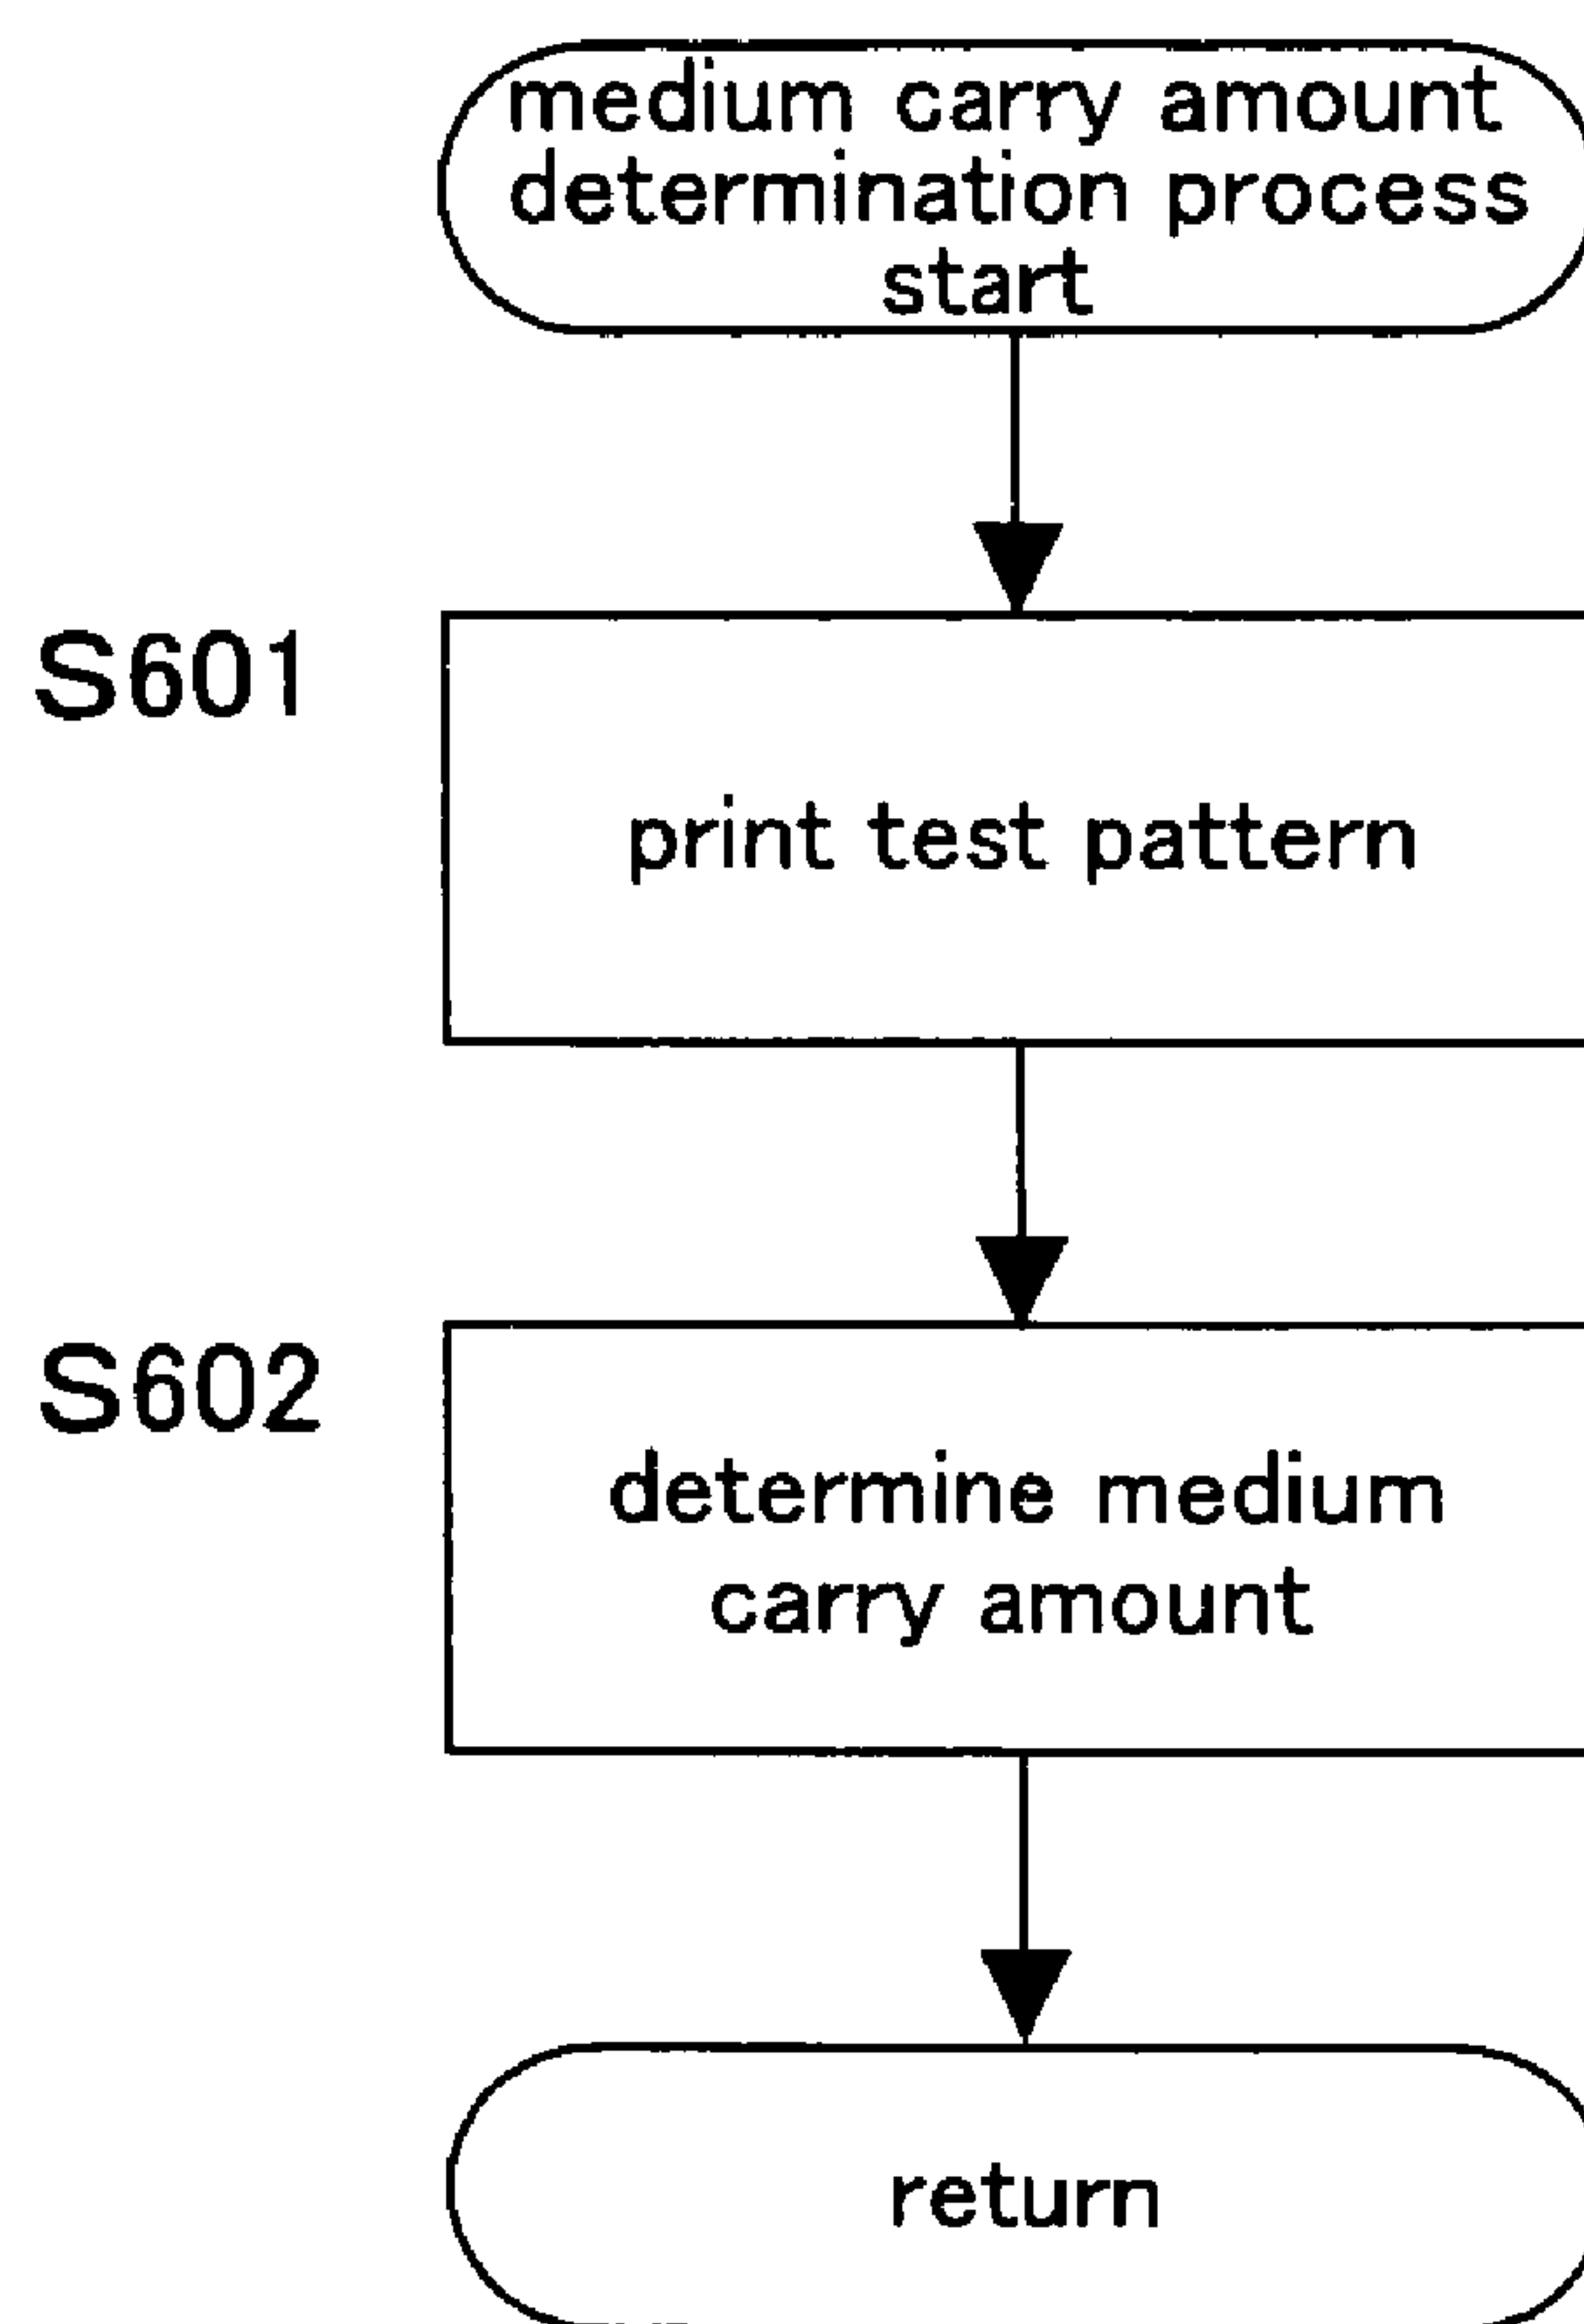 medium carry amount
determination process
start
S601
print test pattern
S602
determine medium
carry amount
return